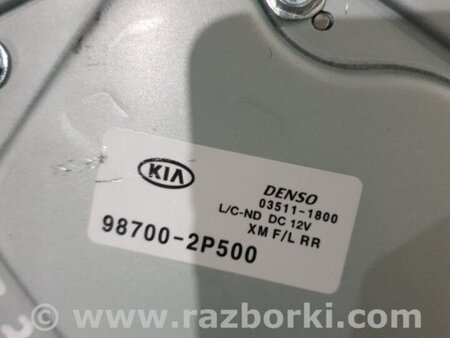 KIA
DENSO
03511-1800
L/C-ND DC 12V
XM F/L RR
98700-2P500
© - www.razborki.com